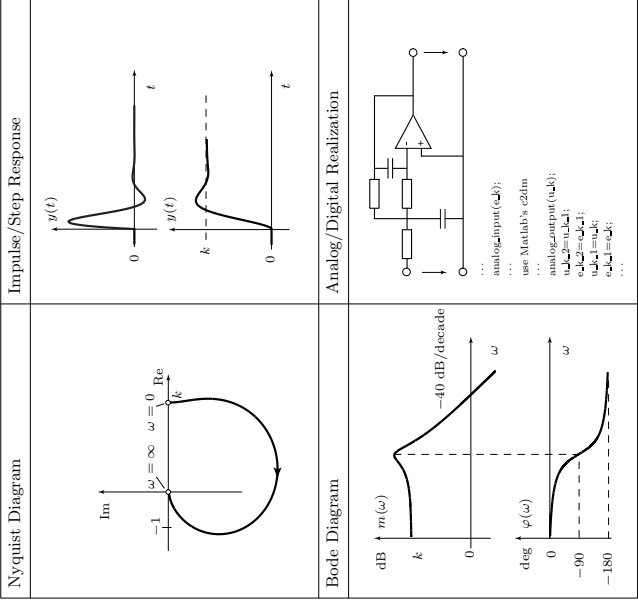 Nyquist Diagram
Im
−1
ω = ∞
ω = 0
k
Re
Impulse/Step Response
y(t)
0
t
y(t)
k
0
t
Bode Diagram
dB
m(ω)
k
0
−40 dB/decade
ω
deg
φ(ω)
0
−90
−180
ω
Analog/Digital Realization
-
+
...
analog_input(e_k);
...
use Matlab's c2dm
...
analog_output(u_k);
u_k_2=u_k_1;
e_k_2=e_k_1;
u_k_1=u_k;
e_k_1=e_k;
...